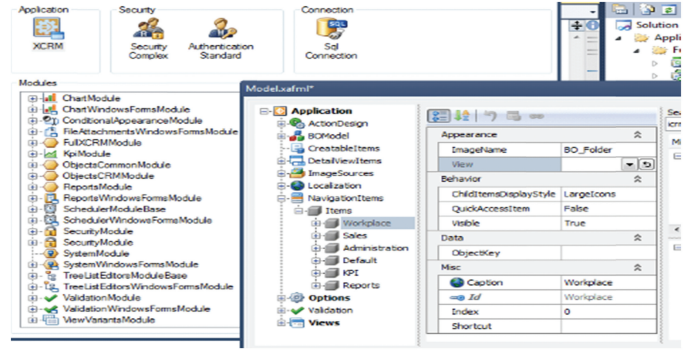 Application
Security
Connection
XCRM
Security Complex
Authentication Standard
Sql Connection
Solution
Appli
Modules
ChartModule
ChartWindowsFormsModule
ConditionalAppearanceModule
FileAttachmentsWindowsFormsModule
FullXCRMModule
KpiModule
ObjectsCommonModule
ObjectsCRMModule
ReportsModule
ReportsWindowsFormsModule
SchedulerModuleBase
SchedulerWindowsFormsModule
SecurityModule
SecurityModule
SystemModule
SystemWindowsFormsModule
TreeListEditorsModuleBase
TreeListEditorsWindowsFormsModule
ValidationModule
ValidationWindowsFormsModule
ViewVariantsModule
Model.xafml*
Application
ActionDesign
BOModel
CreatableItems
DetailViewItems
ImageSources
Localization
NavigationItems
Items
Workplace
Sales
Administration
Default
KPI
Reports
Options
Validation
Views
Appearance
ImageName BO_Folder
View
Behavior
ChildItemsDisplayStyle LargeIcons
QuickAccessItem False
Visible True
Data
ObjectKey
Misc
Caption Workplace
Id Workplace
Index 0
Shortcut